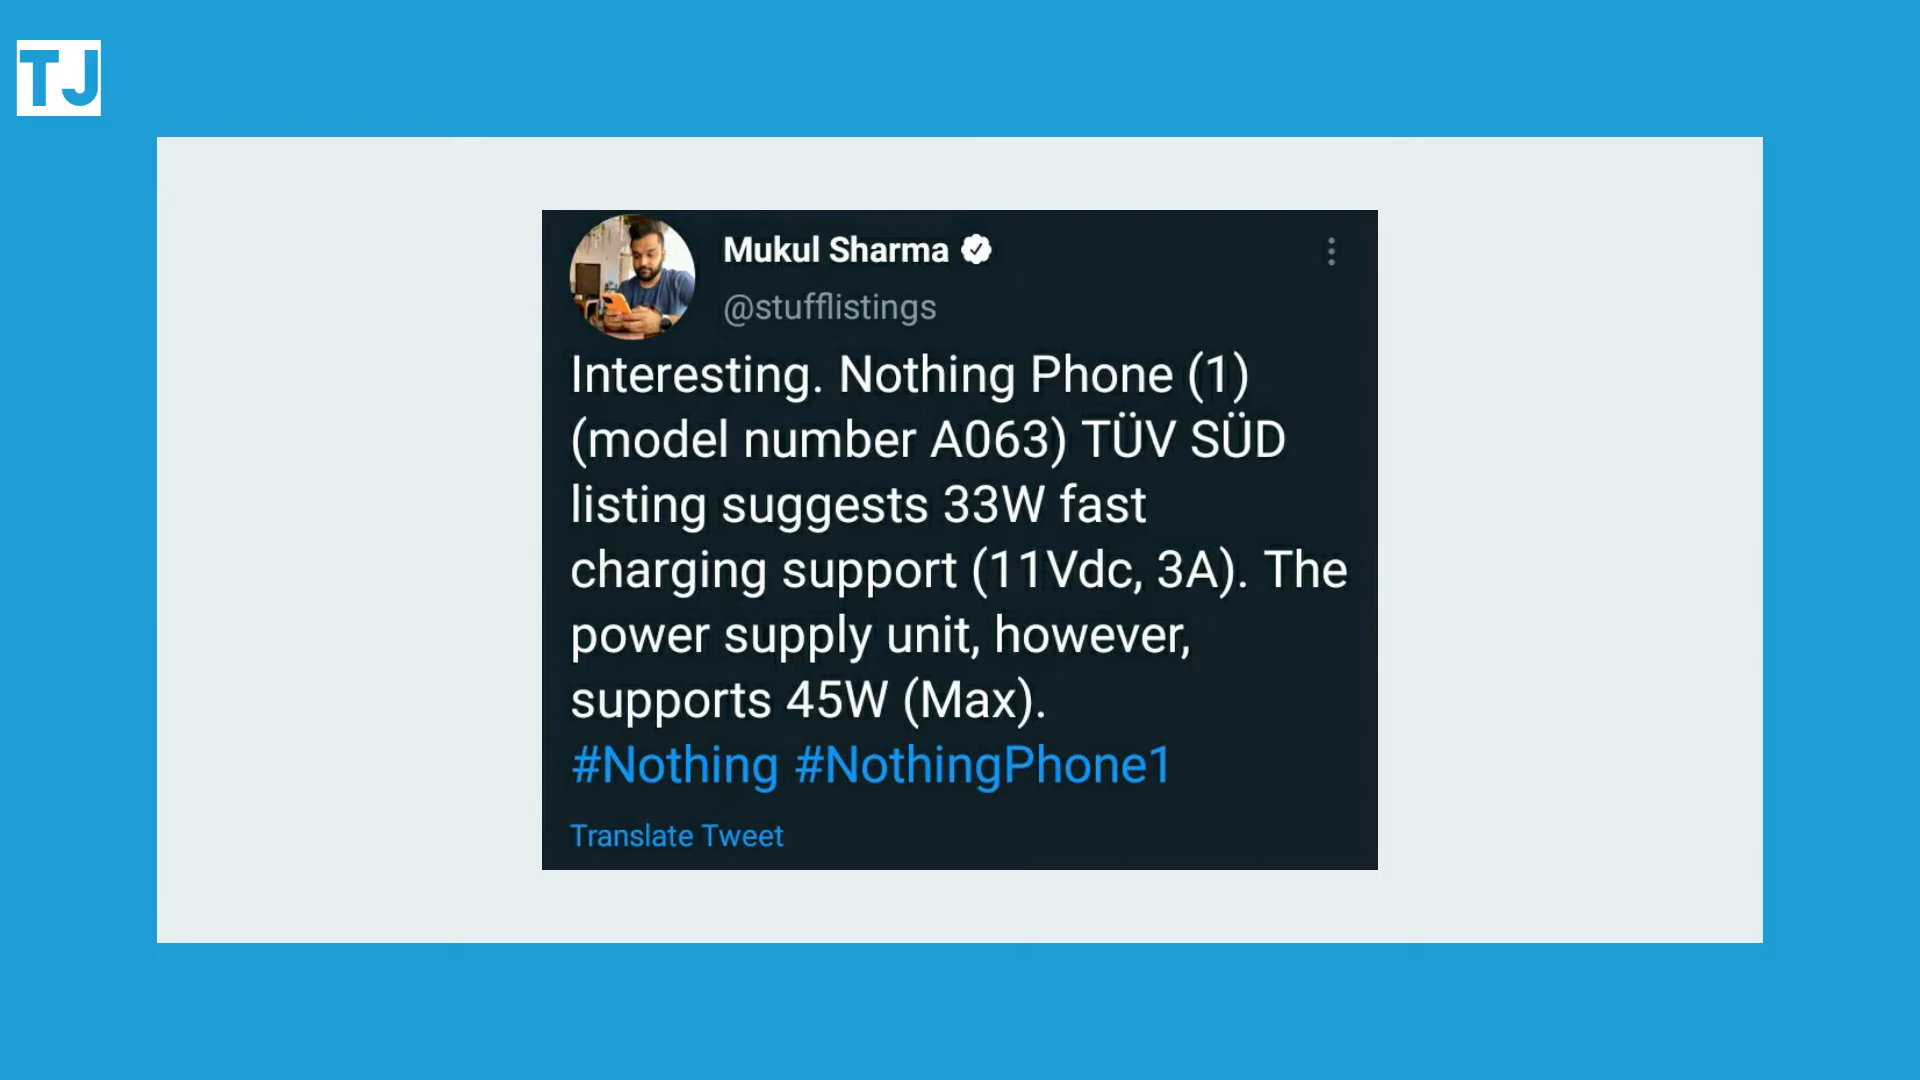 TJ
Mukul Sharma
@stufflistings
Interesting. Nothing Phone (1)
(model number A063) TÜV SÜD
listing suggests 33W fast
charging support (11Vdc, 3A). The
power supply unit, however,
supports 45W (Max).
#Nothing #NothingPhone1
Translate Tweet